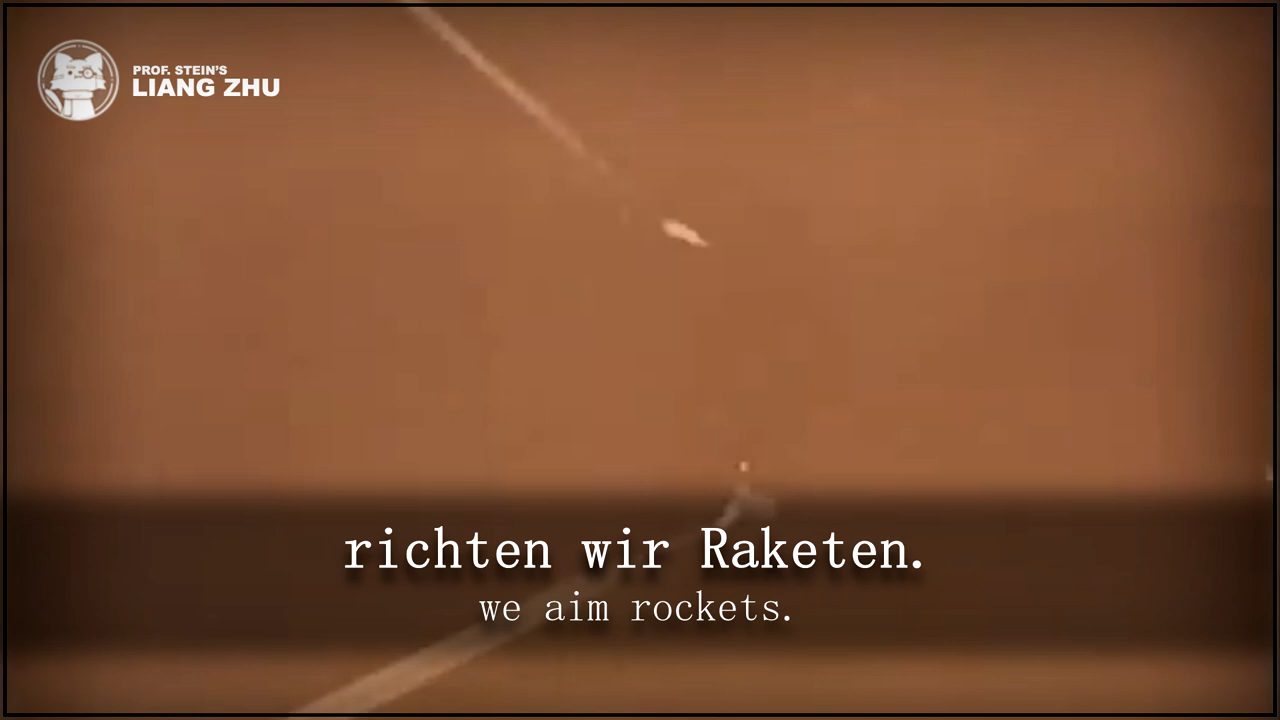 PROF. STEIN'S
LIANG ZHU
richten wir Raketen.
we aim rockets.